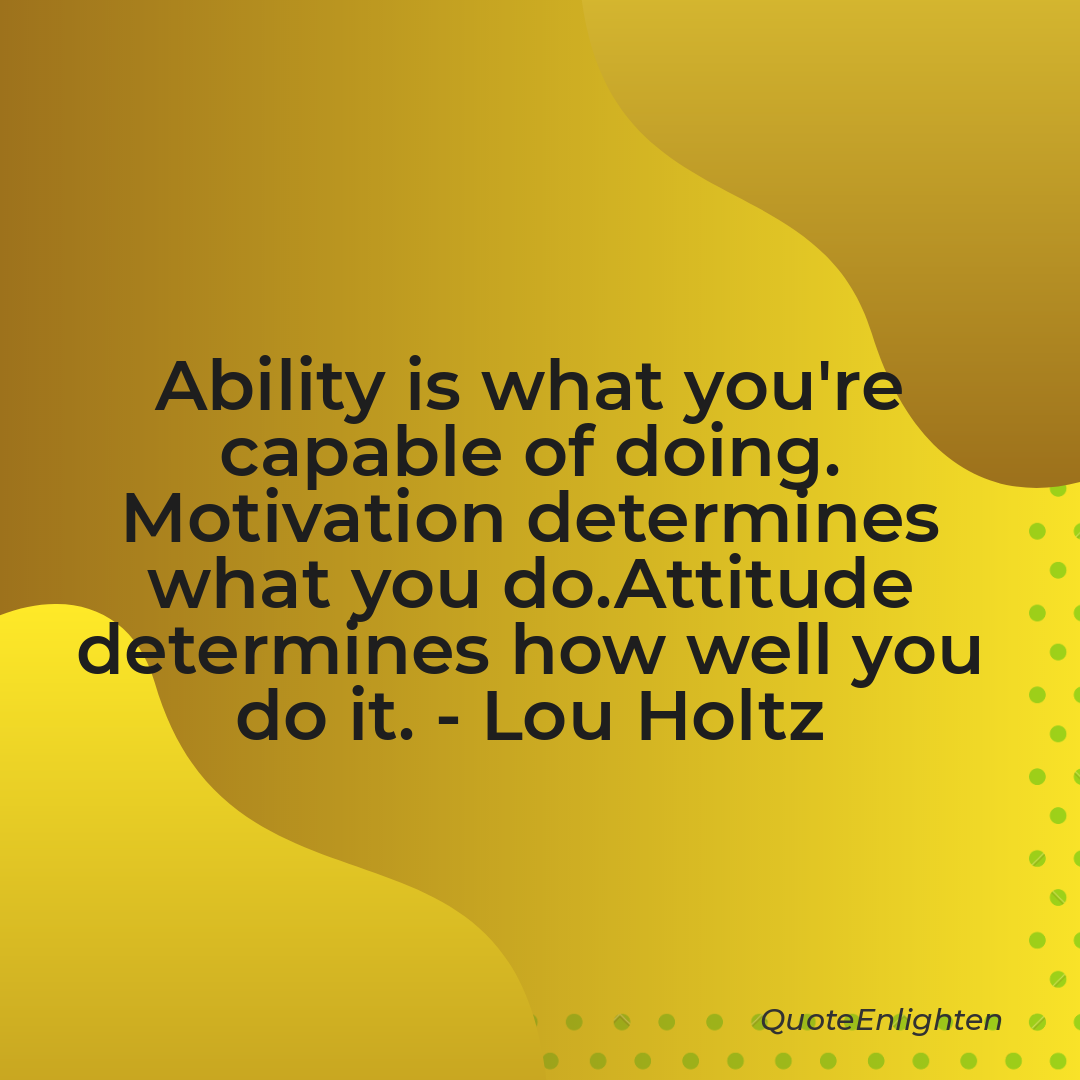 Ability is what you're
capable of doing.
Motivation determines
what you do.Attitude
determines how well you
do it. - Lou Holtz
QuoteEnlighten